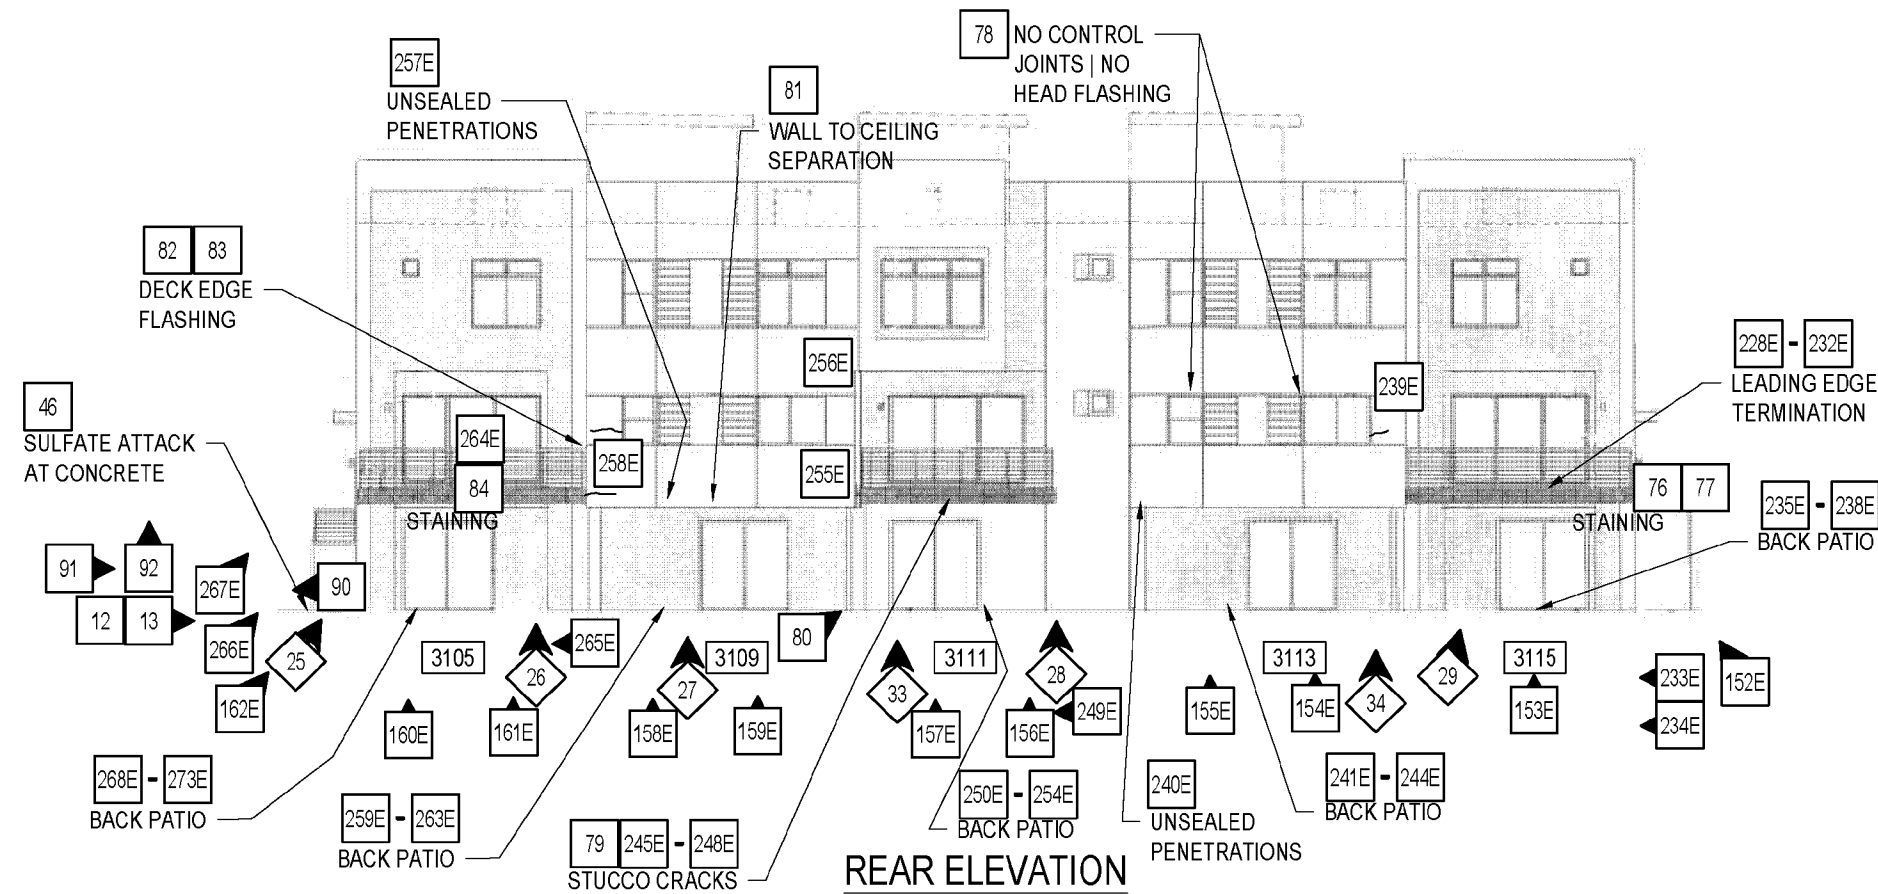 78
NO CONTROL
JOINTS | NO
HEAD FLASHING
257E
UNSEALED
PENETRATIONS
81
WALL TO CEILING
SEPARATION
82 83
DECK EDGE
FLASHING
256E
239E
228E - 232E
LEADING EDGE
TERMINATION
46
SULFATE ATTACK
AT CONCRETE
264E
84
STAINING
258E
255E
76 77
STAINING
235E - 238E
BACK PATIO
91
92
267E
90
12 13
266E
25
162E
3105
26
265E
27
3109
80
33
3111
28
3113
34
29
3115
233E
234E
152E
160E
161E
158E
159E
157E
156E
249E
155E
154E
153E
268E - 273E
BACK PATIO
259E - 263E
BACK PATIO
79 245E - 248E
STUCCO CRACKS
250E - 254E
BACK PATIO
240E
UNSEALED
PENETRATIONS
241E - 244E
BACK PATIO
REAR ELEVATION